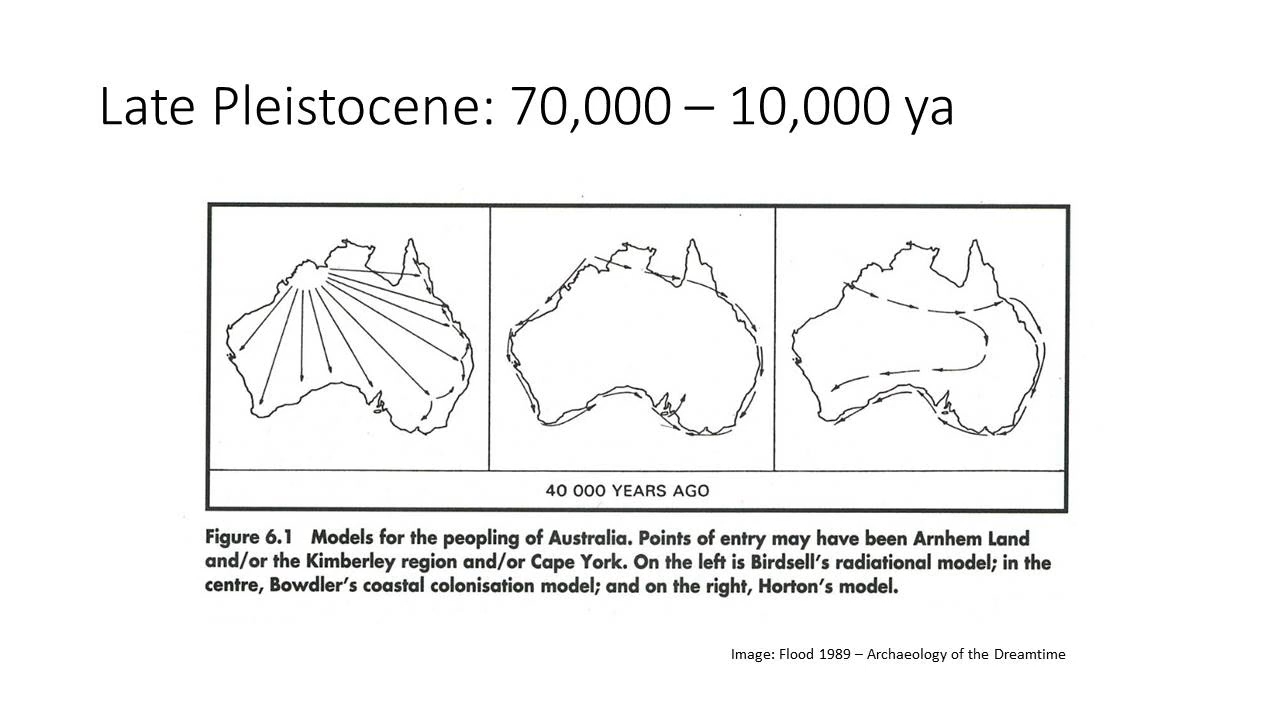 Late Pleistocene: 70,000 – 10,000 ya
40 000 YEARS AGO
Figure 6.1 Models for the peopling of Australia. Points of entry may have been Arnhem Land
and/or the Kimberley region and/or Cape York. On the left is Birdsell's radiational model; in the
centre, Bowdler's coastal colonisation model; and on the right, Horton's model.
Image: Flood 1989 – Archaeology of the Dreamtime